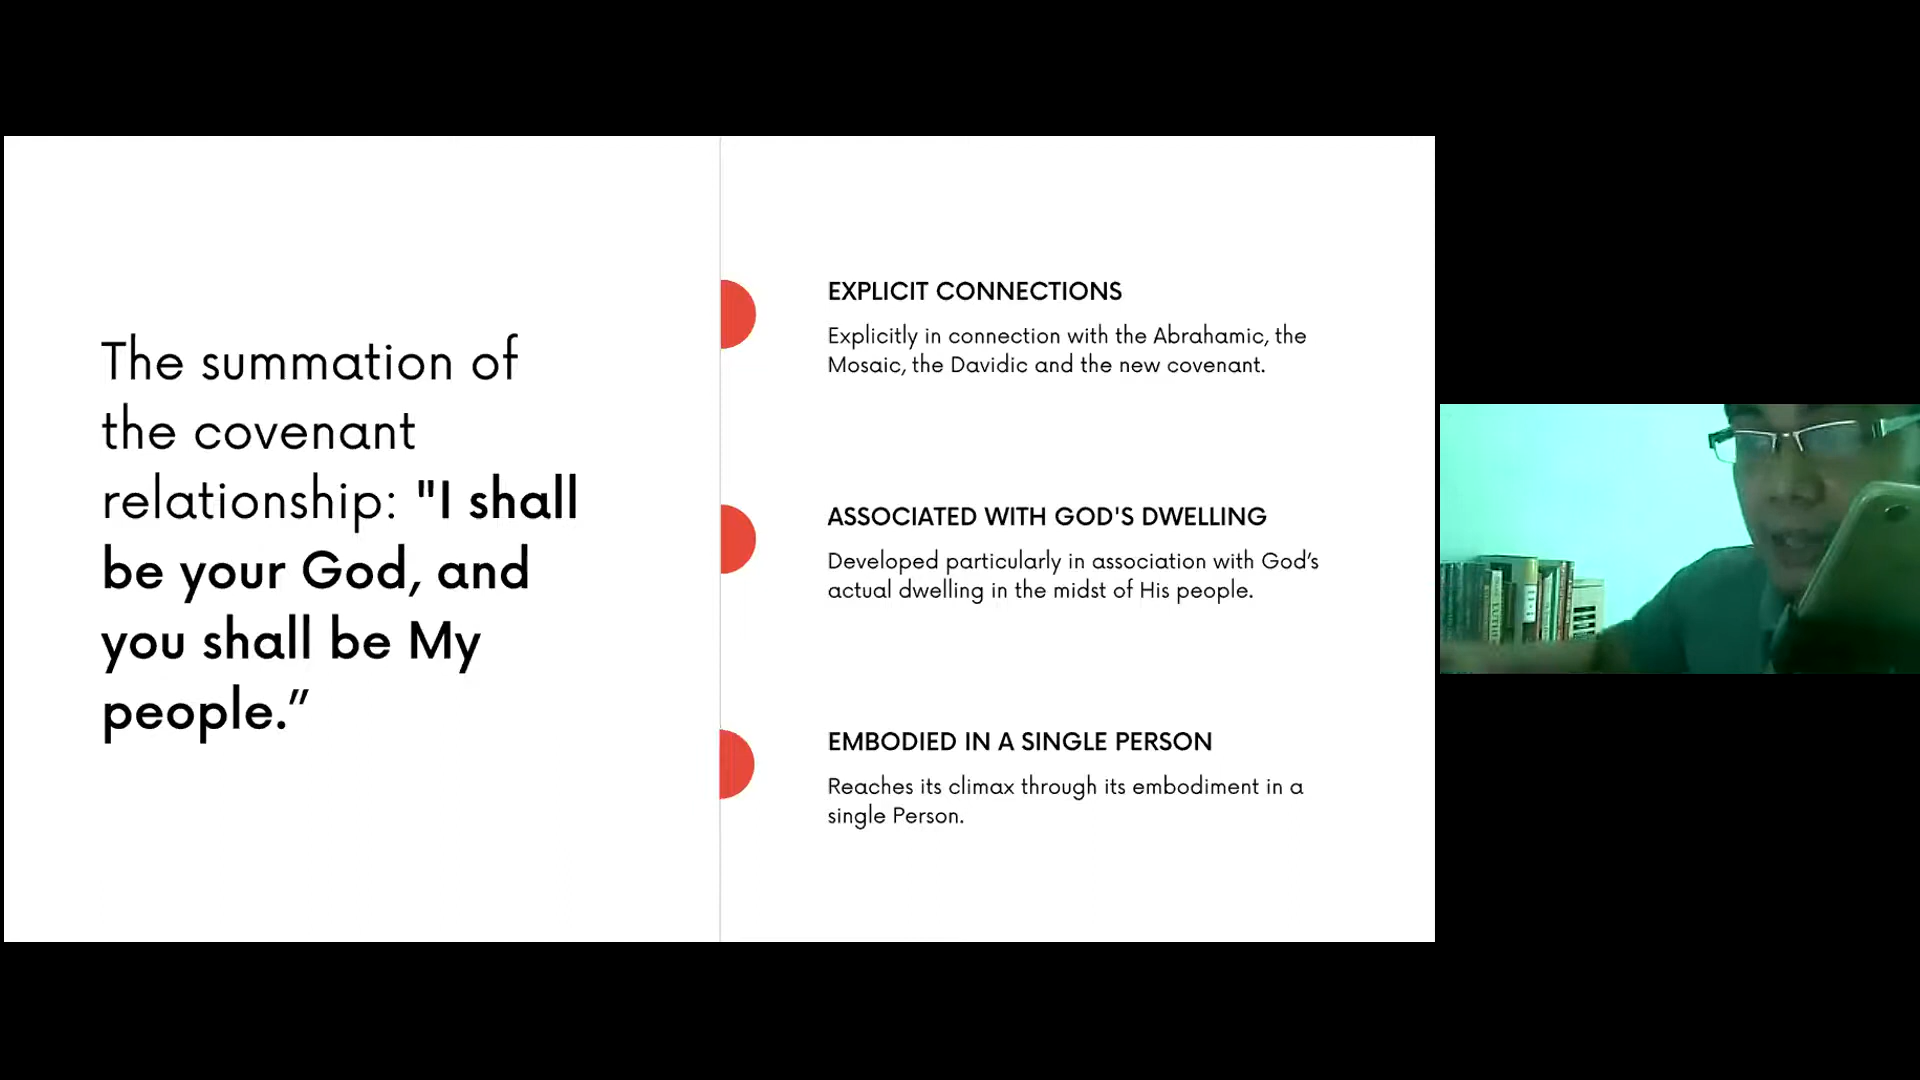 The summation of
the covenant
relationship: "I shall
be your God, and
you shall be My
people.”
EXPLICIT CONNECTIONS
Explicitly in connection with the Abrahamic, the
Mosaic, the Davidic and the new covenant.
ASSOCIATED WITH GOD'S DWELLING
Developed particularly in association with God’s
actual dwelling in the midst of His people.
EMBODIED IN A SINGLE PERSON
Reaches its climax through its embodiment in a
single Person.